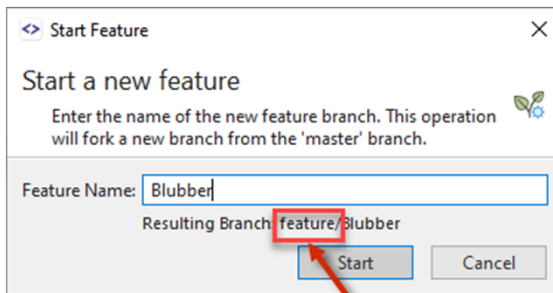 Start Feature
Start a new feature
Enter the name of the new feature branch. This operation
will fork a new branch from the 'master' branch.
Feature Name: Blubber
Resulting Branch: feature/Blubber
Start Cancel